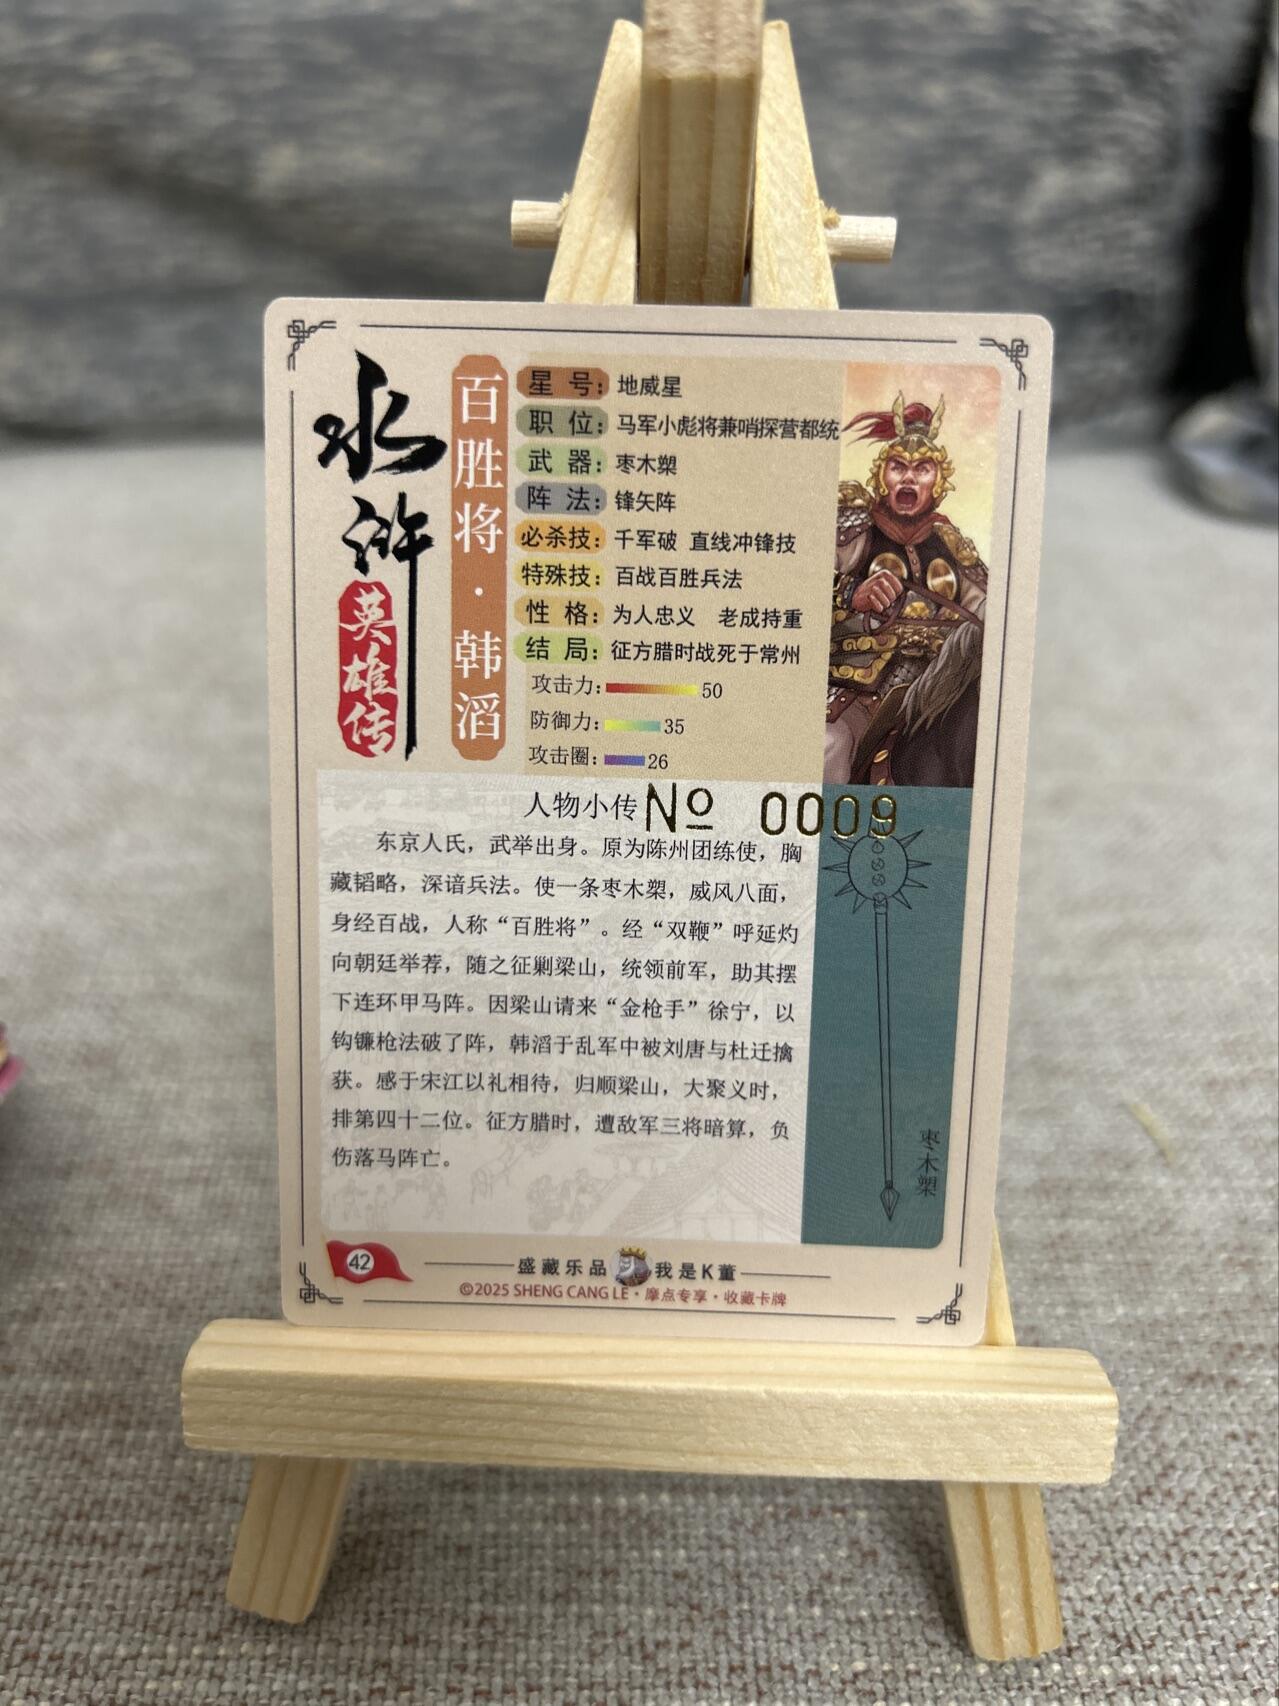 水浒
英雄传
百胜将·韩滔
星号：地威星
职位：马军小彪将兼哨探营都统
武器：枣木槊
阵法：锋矢阵
必杀技：千军破 直线冲锋技
特殊技：百战百胜兵法
性格：为人忠义 老成持重
结局：征方腊时战死于常州
攻击力：50
防御力：35
攻击圈：26
人物小传 № 0009
东京人氏，武举出身。原为陈州团练使，胸
藏韬略，深谙兵法。使一条枣木槊，威风八面，
身经百战，人称“百胜将”。经“双鞭”呼延灼
向朝廷举荐，随之征剿梁山，统领前军，助其摆
下连环甲马阵。因梁山请来“金枪手”徐宁，以
钩镰枪法破了阵，韩滔于乱军中被刘唐与杜迁擒
获。感于宋江以礼相待，归顺梁山，大聚义时，
排第四十二位。征方腊时，遭敌军三将暗算，负
伤落马阵亡。
枣木槊
42
盛藏乐品 我是K董
©2025 SHENG CANG LE·摩点专享·收藏卡牌